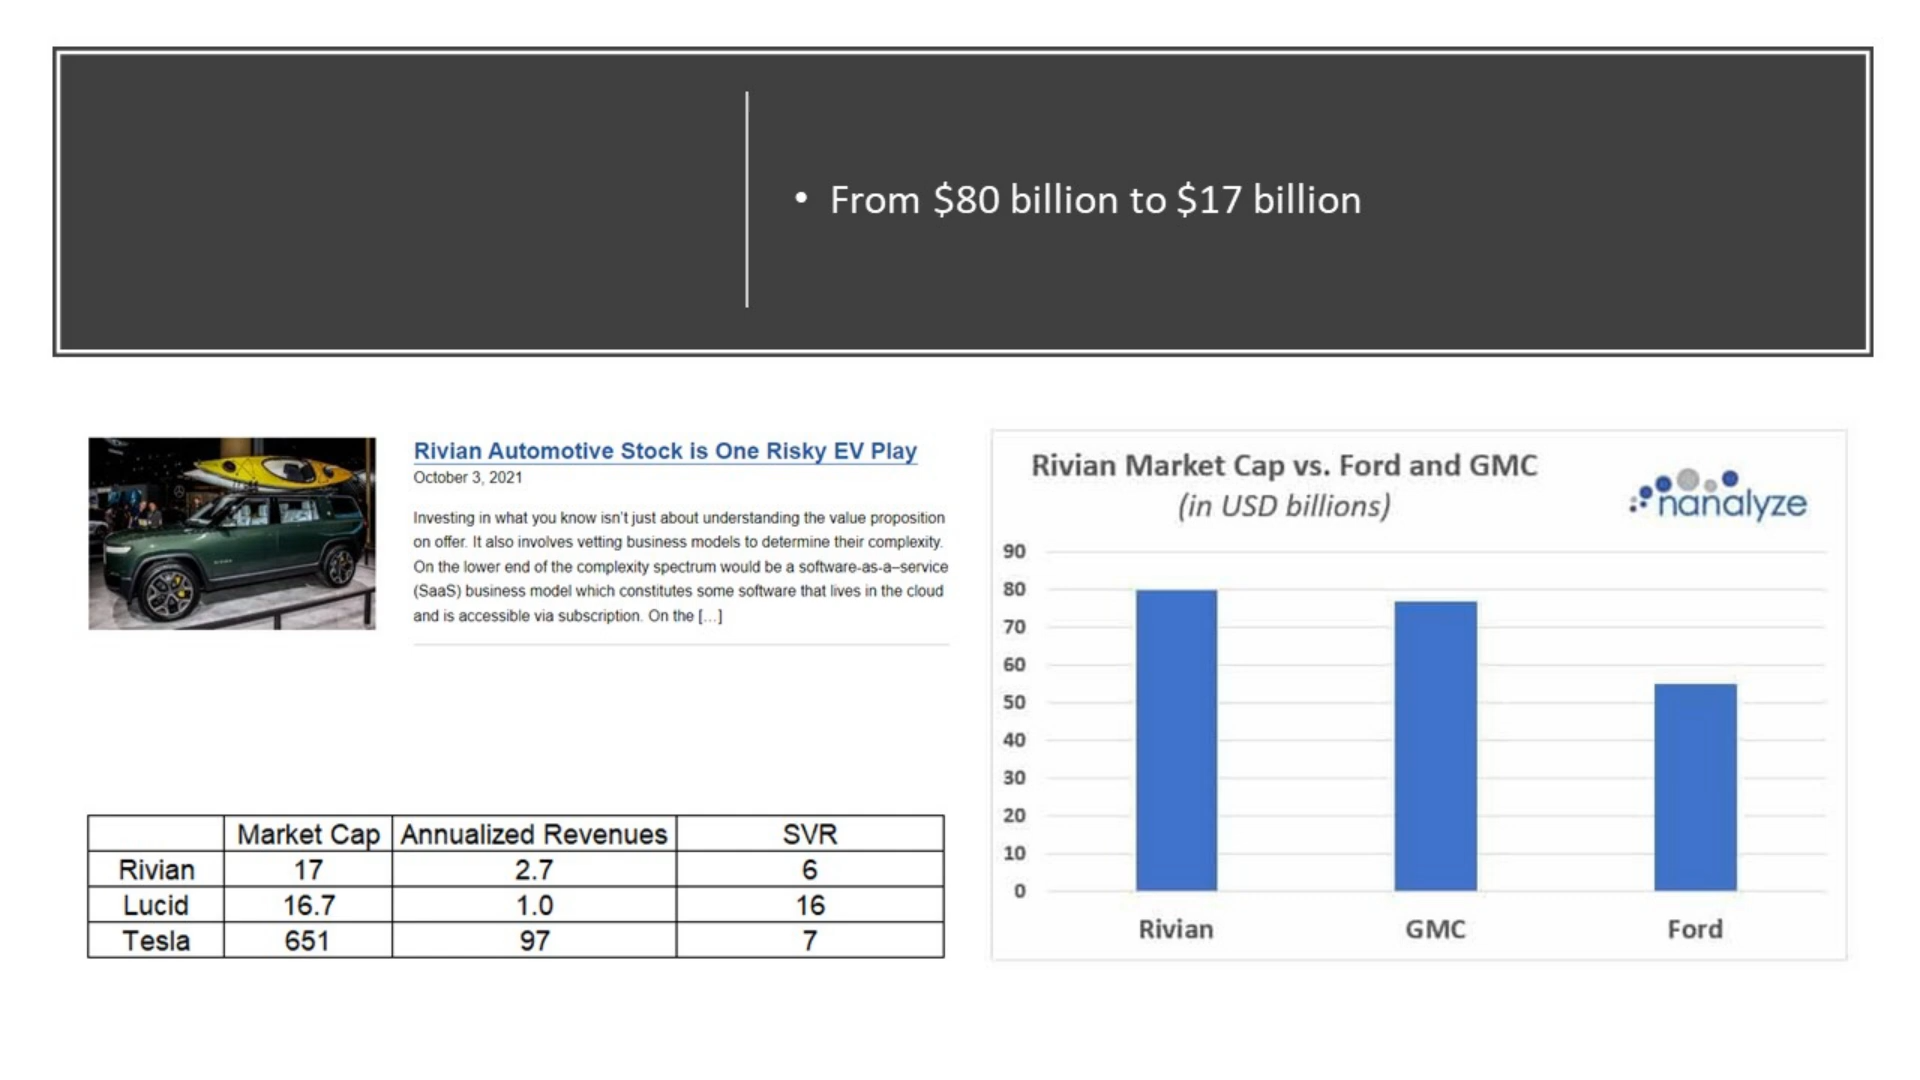 • From $80 billion to $17 billion
Rivian Automotive Stock is One Risky EV Play
October 3, 2021
Investing in what you know isn't just about understanding the value proposition
on offer. It also involves vetting business models to determine their complexity.
On the lower end of the complexity spectrum would be a software-as-a–service
(SaaS) business model which constitutes some software that lives in the cloud
and is accessible via subscription. On the [...]
Market Cap Annualized Revenues SVR
Rivian 17 2.7 6
Lucid 16.7 1.0 16
Tesla 651 97 7
Rivian Market Cap vs. Ford and GMC
(in USD billions)
nanalyze
90
80
70
60
50
40
30
20
10
0
Rivian GMC Ford